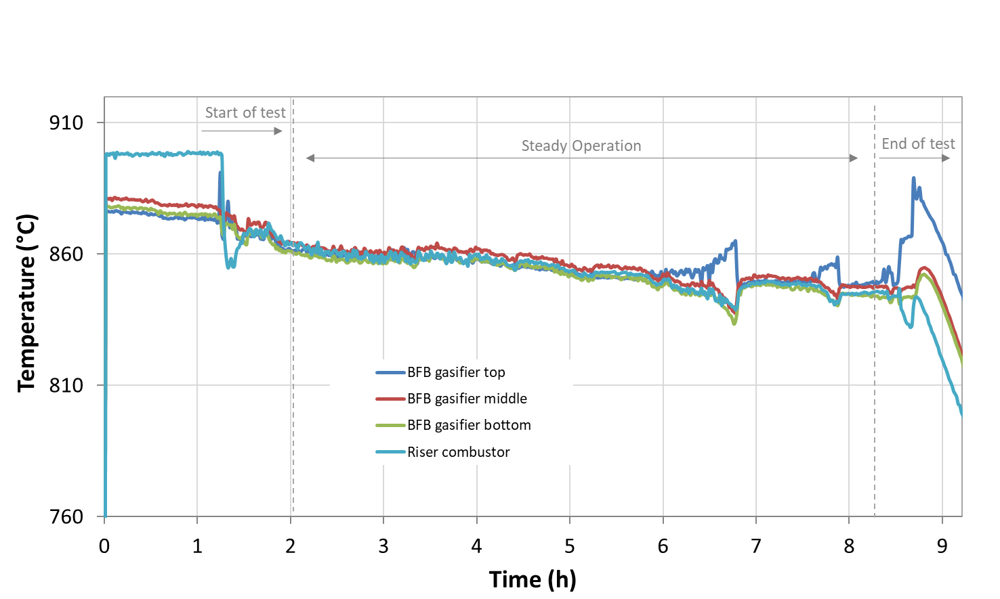 Start of test
910
Steady Operation
End of test
860
Temperature (°C)
BFB gasifier top
810
BFB gasifier middle
BFB gasifier bottom
Riser combustor
760
0 1 2 3 4 5 6 7 8 9
Time (h)